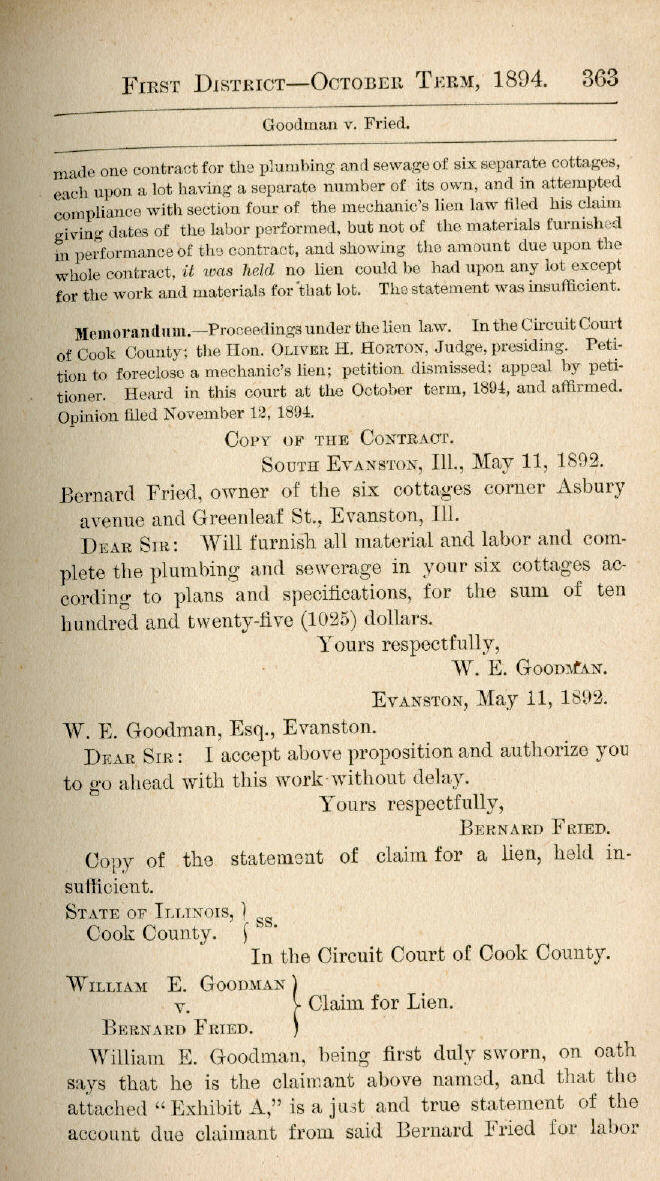 FIRST DISTRICT—OCTOBER TERM, 1894. 363
Goodman v. Fried.
made one contract for the plumbing and sewage of six separate cottages,
each upon a lot having a separate number of its own, and in attempted
compliance with section four of the mechanic's lien law filed his claim
giving dates of the labor performed, but not of the materials furnished
in performance of the contract, and showing the amount due upon the
whole contract, it was held no lien could be had upon any lot except
for the work and materials for that lot. The statement was insufficient.
Memorandum.—Proceedings under the lien law. In the Circuit Court
of Cook County; the Hon. OLIVER H. HORTON, Judge, presiding. Peti-
tion to foreclose a mechanic's lien; petition dismissed; appeal by peti-
tioner. Heard in this court at the October term, 1894, and affirmed.
Opinion filed November 12, 1894.
COPY OF THE CONTRACT.
SOUTH EVANSTON, Ill., May 11, 1892.
Bernard Fried, owner of the six cottages corner Asbury
avenue and Greenleaf St., Evanston, Ill.
DEAR SIR: Will furnish all material and labor and com-
plete the plumbing and sewerage in your six cottages ac-
cording to plans and specifications, for the sum of ten
hundred and twenty-five (1025) dollars.
Yours respectfully,
W. E. GOODMAN.
EVANSTON, May 11, 1892.
W. E. Goodman, Esq., Evanston.
DEAR SIR: I accept above proposition and authorize you
to go ahead with this work without delay.
Yours respectfully,
BERNARD FRIED.
Copy of the statement of claim for a lien, held in-
sufficient.
STATE OF ILLINOIS, } ss.
Cook County. }
In the Circuit Court of Cook County.
WILLIAM E. GOODMAN }
v. } Claim for Lien.
BERNARD FRIED. }
William E. Goodman, being first duly sworn, on oath
says that he is the claimant above named, and that the
attached "Exhibit A," is a just and true statement of the
account due claimant from said Bernard Fried for labor